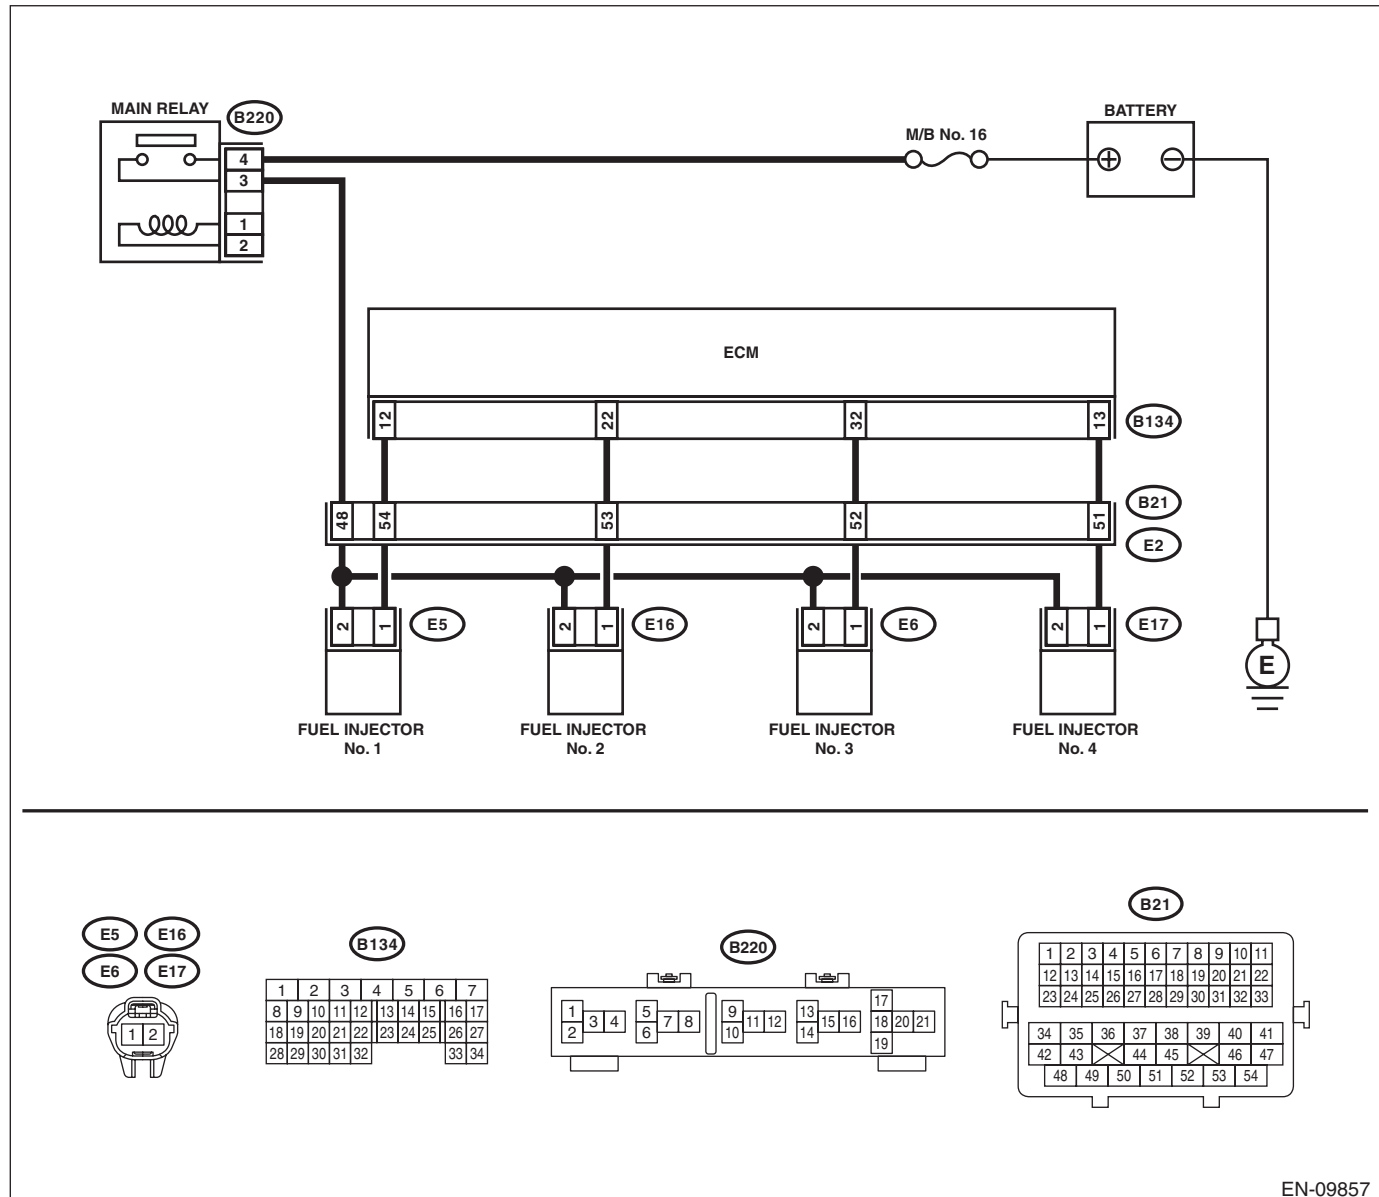 MAIN RELAY
B220
4
3
1
2
M/B No. 16
BATTERY
ECM
12 22 32 13
B134
48 54 53 52 51
B21
E2
2 1 E5
2 1 E16
2 1 E6
2 1 E17
E
FUEL INJECTOR
No. 1
FUEL INJECTOR
No. 2
FUEL INJECTOR
No. 3
FUEL INJECTOR
No. 4
E5 E16
E6 E17
1 2
B134
1 2 3 4 5 6 7
8 9 10 11 12 13 14 15 16 17
18 19 20 21 22 23 24 25 26 27
28 29 30 31 32 33 34
B220
1 2 3 4
5 6 7 8
9 10 11 12
13 14 15 16
17 18 19 20 21
B21
1 2 3 4 5 6 7 8 9 10 11
12 13 14 15 16 17 18 19 20 21 22
23 24 25 26 27 28 29 30 31 32 33
34 35 36 37 38 39 40 41
42 43 44 45 46 47
48 49 50 51 52 53 54
EN-09857